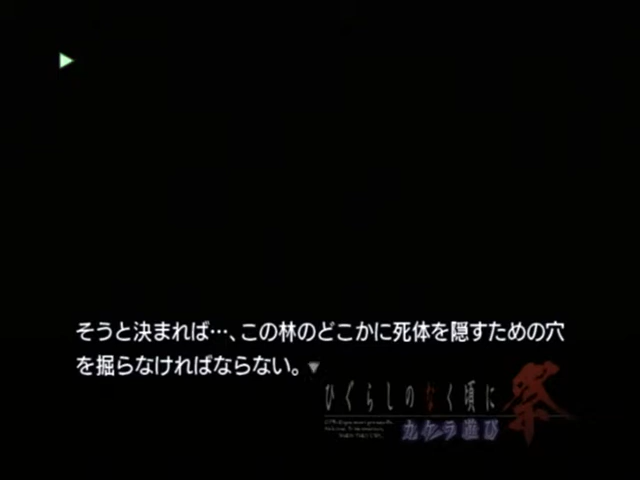 そうと決まれば…、この林のどこかに死体を隠すための穴
を掘らなければならない。
ひぐらしのなく頃に祭
カケラ遊び